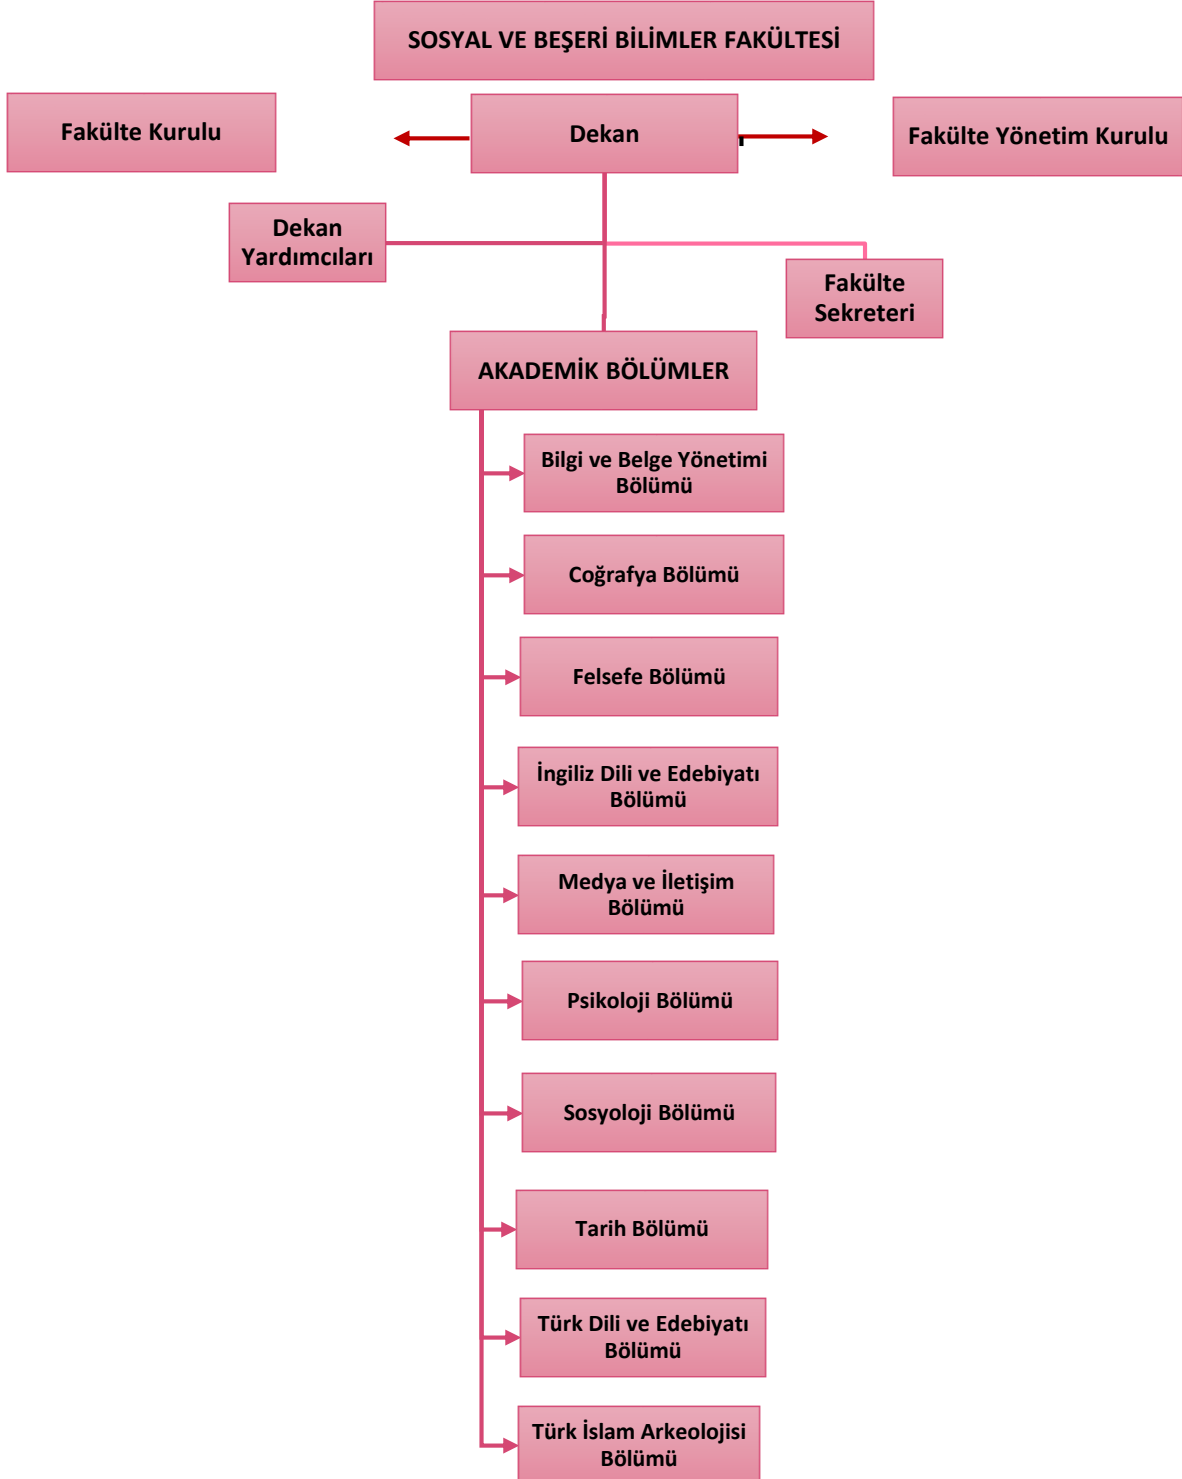 SOSYAL VE BEŞERİ BİLİMLER FAKÜLTESİ
Fakülte Kurulu
Dekan
Fakülte Yönetim Kurulu
Dekan
Yardımcıları
Fakülte
Sekreteri
AKADEMİK BÖLÜMLER
Bilgi ve Belge Yönetimi
Bölümü
Coğrafya Bölümü
Felsefe Bölümü
İngiliz Dili ve Edebiyatı
Bölümü
Medya ve İletişim
Bölümü
Psikoloji Bölümü
Sosyoloji Bölümü
Tarih Bölümü
Türk Dili ve Edebiyatı
Bölümü
Türk İslam Arkeolojisi
Bölümü